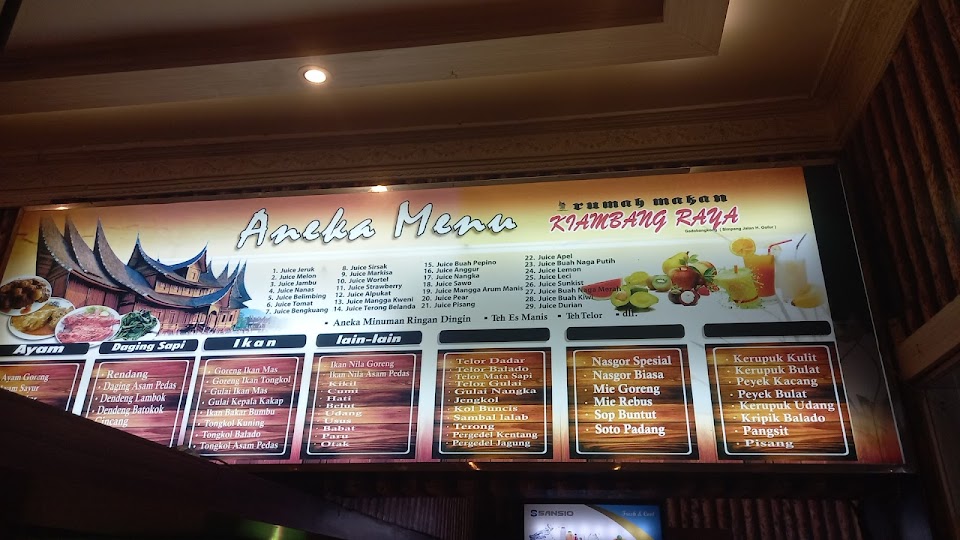 Aneka Menu
rumah makan
KIAMBANG RAYA
Gadobangkong ( Simpang Jalan H. Gofur )
1. Juice Jeruk
2. Juice Melon
3. Juice Jambu
4. Juice Nanas
5. Juice Belimbing
6. Juice Tomat
7. Juice Bengkuang
8. Juice Sirsak
9. Juice Markisa
10. Juice Wortel
11. Juice Strawberry
12. Juice Alpukat
13. Juice Mangga Kweni
14. Juice Terong Belanda
15. Juice Buah Pepino
16. Juice Anggur
17. Juice Nangka
18. Juice Sawo
19. Juice Mangga Arum Manis
20. Juice Pear
21. Juice Pisang
22. Juice Apel
23. Juice Buah Naga Putih
24. Juice Lemon
25. Juice Leci
26. Juice Sunkist
27. Juice Buah Naga Merah
28. Juice Buah Kiwi
29. Juice Durian
• Aneka Minuman Ringan Dingin • Teh Es Manis • Teh Telor • dll.
Ayam
Ayam Goreng
Sayur
Daging Sapi
• Rendang
• Daging Asam Pedas
• Dendeng Lambok
• Dendeng Batokok
Cincang
Ikan
• Goreng Ikan Mas
• Goreng Ikan Tongkol
• Gulai Ikan Mas
• Gulai Kepala Kakap
• Ikan Bakar Bumbu
• Tongkol Kuning
• Tongkol Balado
• Tongkol Asam Pedas
lain-lain
• Ikan Nila Goreng
• Ikan Nila Asam Pedas
• Kikil
• Cumi
• Hati
• Belut
• Udang
• Usus
• Babat
• Paru
• Otak
• Telor Dadar
• Telor Balado
• Telor Mata Sapi
• Telor Gulai
• Gulai Nangka
• Jengkol
• Kol Buncis
• Sambal lalab
• Terong
• Pergedel Kentang
• Pergedel Jagung
• Nasgor Spesial
• Nasgor Biasa
• Mie Goreng
• Mie Rebus
• Sop Buntut
• Soto Padang
• Kerupuk Kulit
• Kerupuk Bulat
• Peyek Kacang
• Peyek Bulat
• Kerupuk Udang
• Kripik Balado
• Pangsit
• Pisang
SANSIO
Fresh & Cool